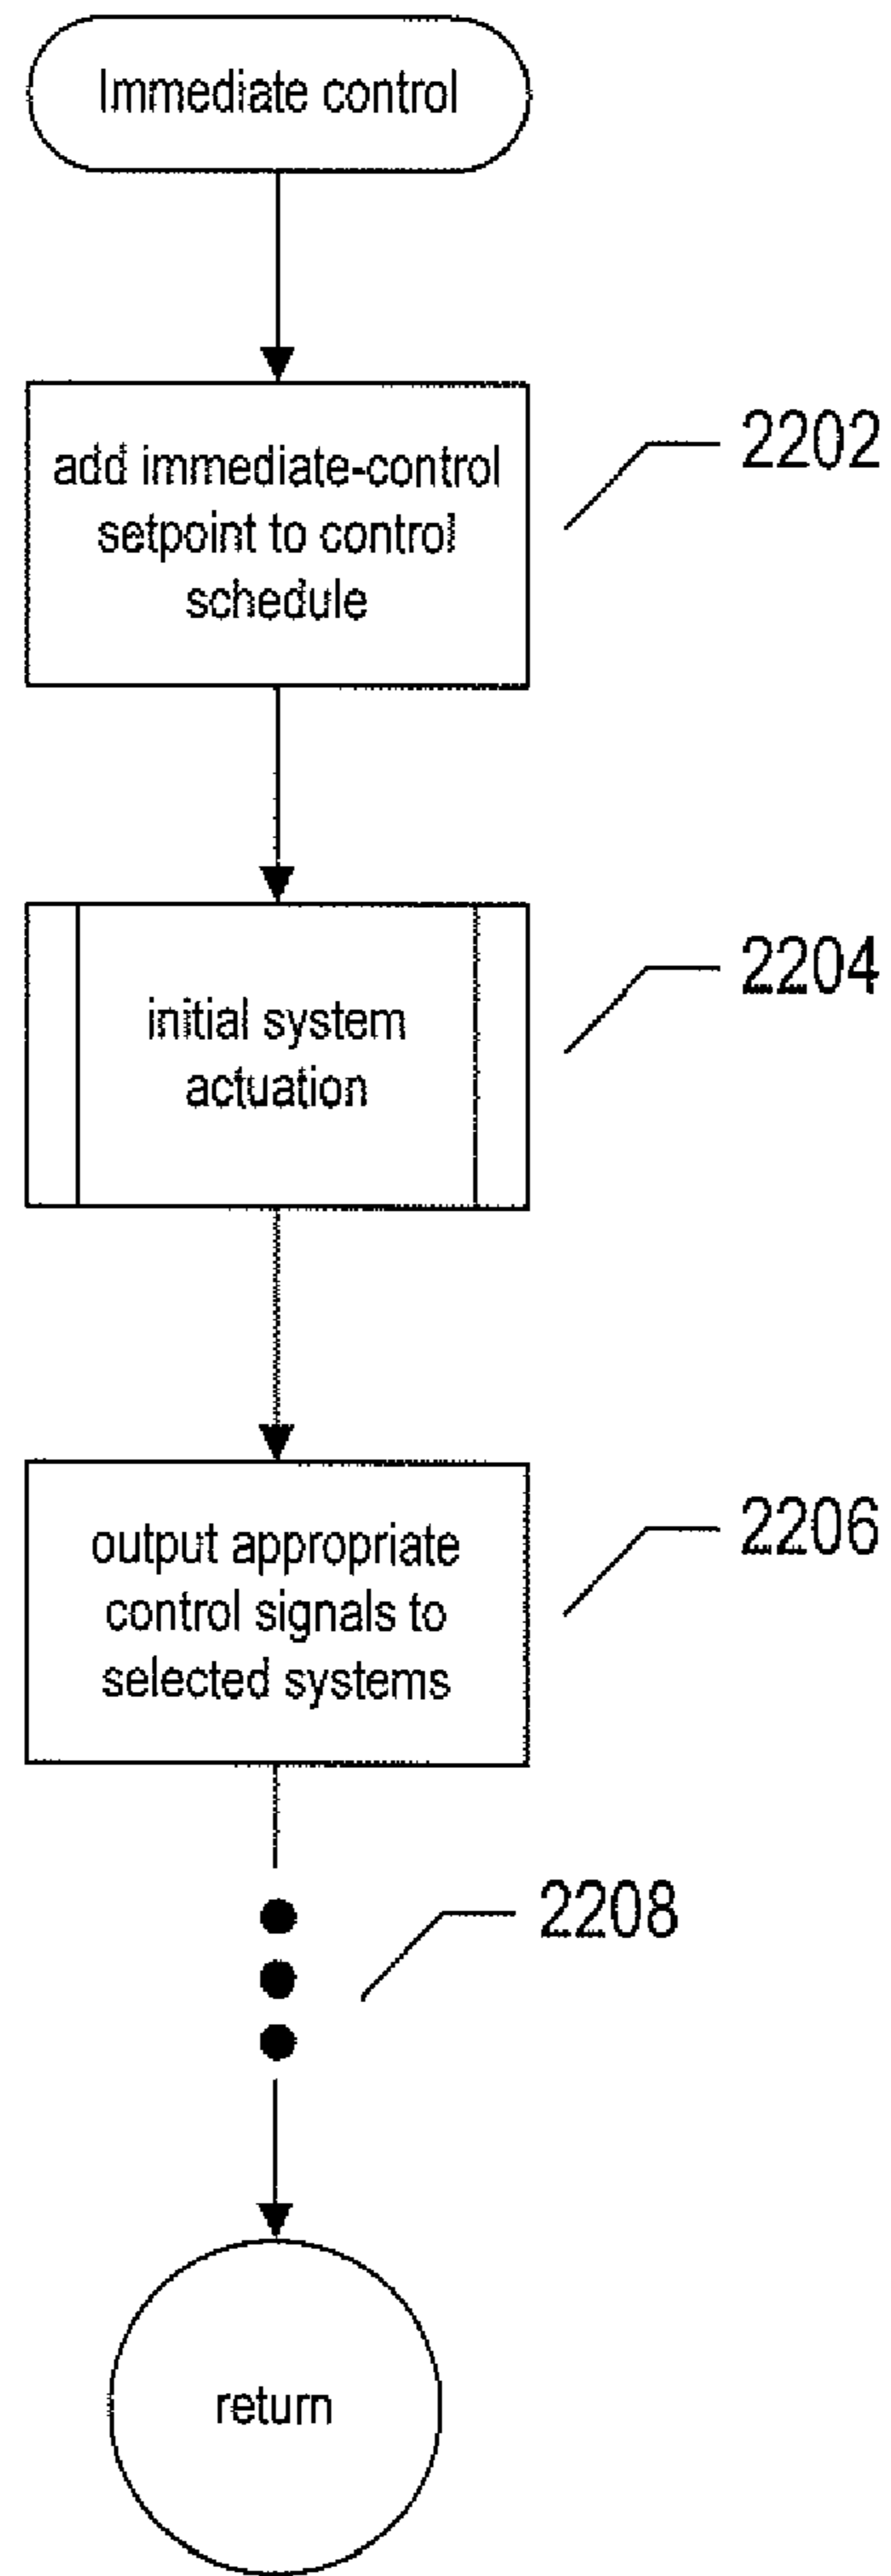 Immediate control
add immediate-control
setpoint to control
schedule
2202
initial system
actuation
2204
output appropriate
control signals to
selected systems
2206
2208
return